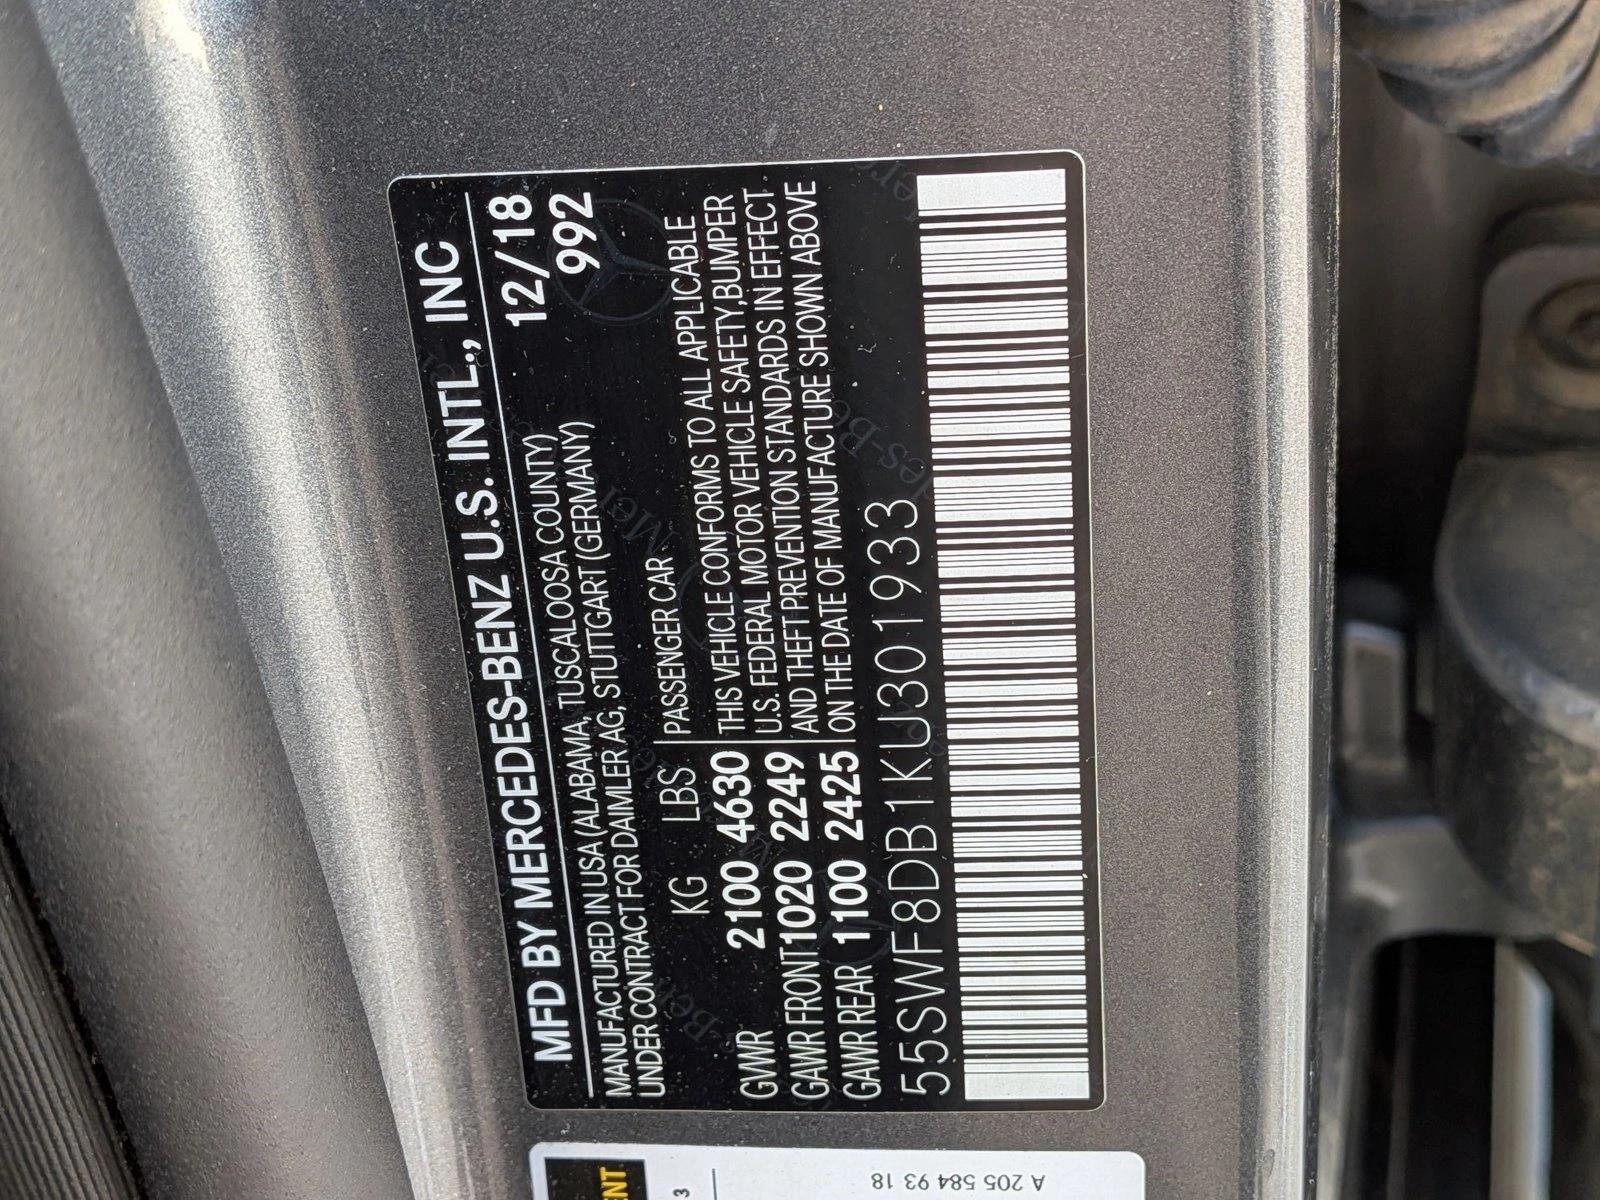 MFD BY MERCEDES-BENZ U.S. INTL., INC
12/18
MANUFACTURED IN USA (ALABAMA, TUSCALOOSA COUNTY)
992
UNDER CONTRACT FOR DAIMLER AG, STUTTGART (GERMANY)
KG LBS PASSENGER CAR
GWR 2100 4630 THIS VEHICLE CONFORMS TO ALL APPLICABLE
U.S. FEDERAL MOTOR VEHICLE SAFETY, BUMPER
GAWR FRONT 1020 2249 AND THEFT PREVENTION STANDARDS IN EFFECT
GAWR REAR 1100 2425 ON THE DATE OF MANUFACTURE SHOWN ABOVE
55SWF8DB1KU301933
A 205 584 93 18
ENT
3